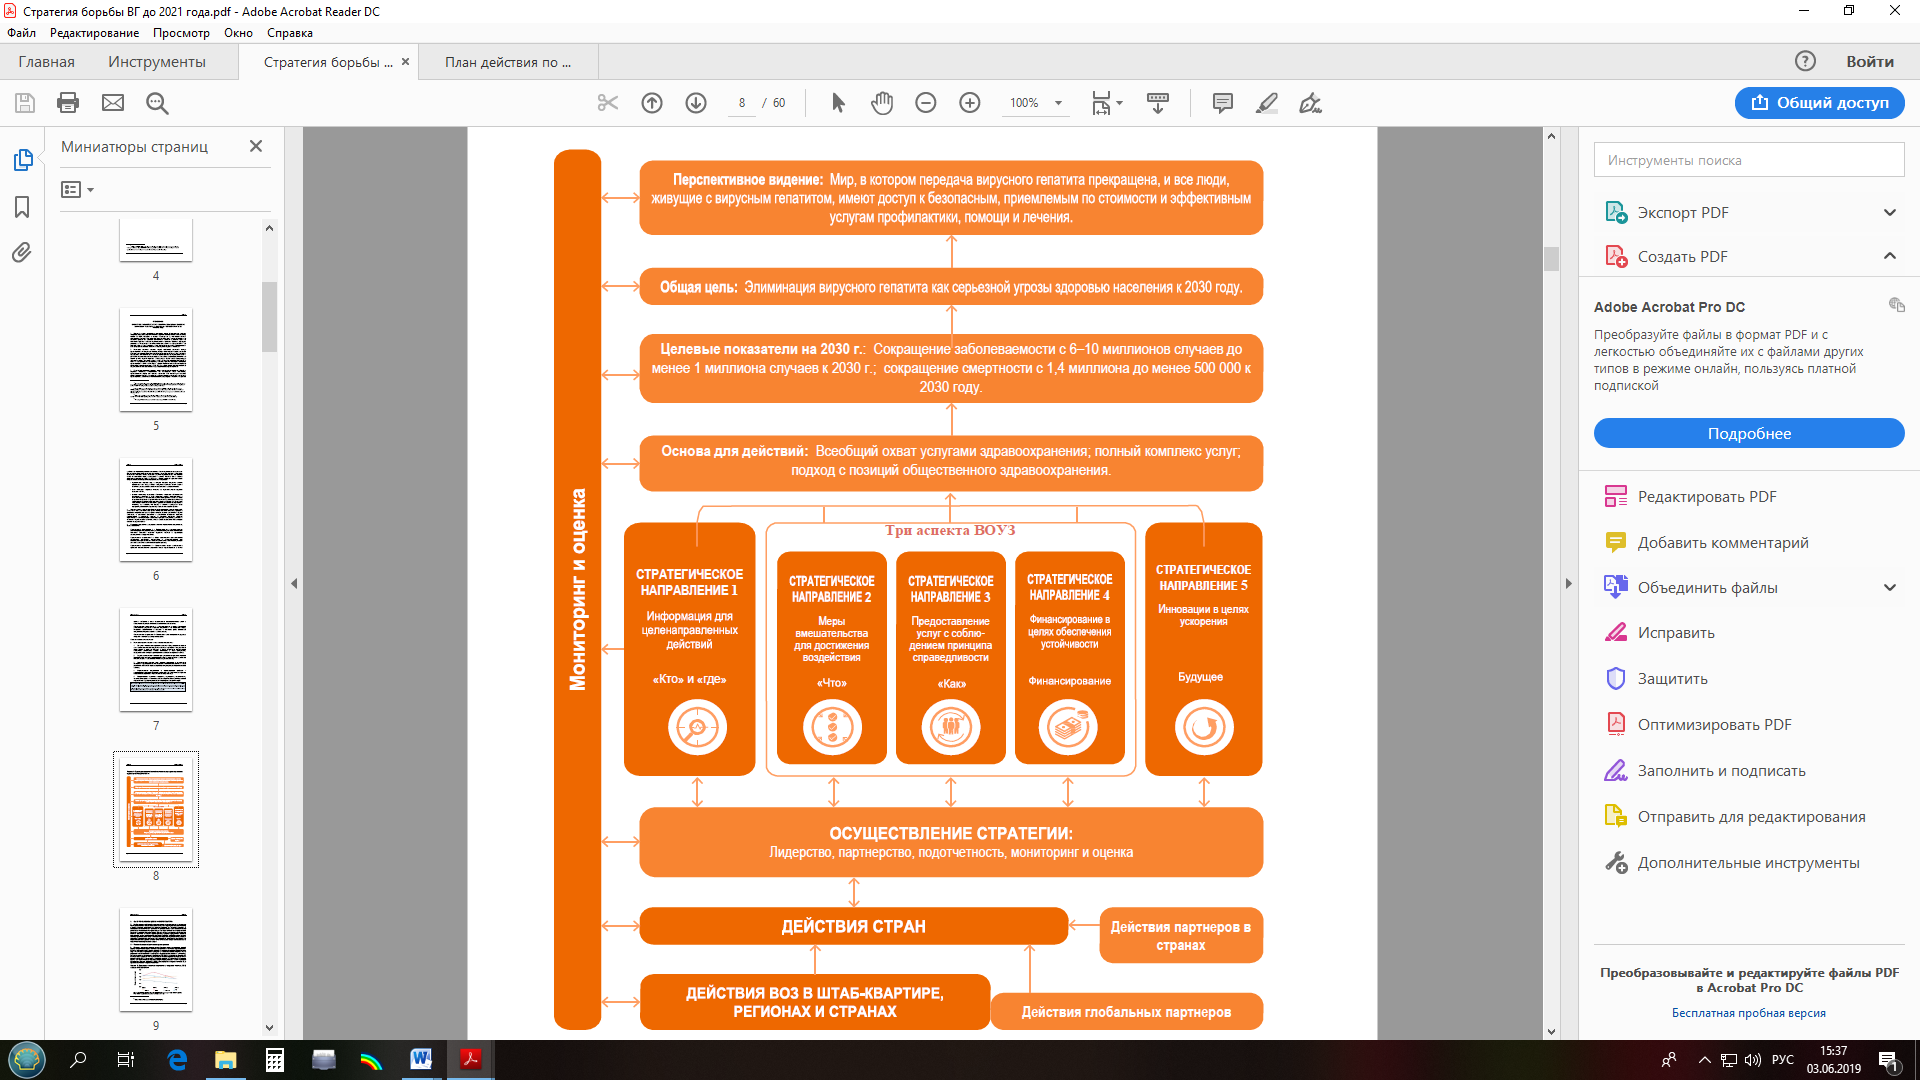 Стратегия борьбы ВГ до 2021 года.pdf - Adobe Acrobat Reader DC
Файл Редактирование Просмотр Окно Справка
Главная Инструменты Стратегия борьбы ... × План действия по ... Войти
8 / 60 100% Общий доступ
Миниатюры страниц
4
5
6
7
8
9
Мониторинг и оценка
Перспективное видение: Мир, в котором передача вирусного гепатита прекращена, и все люди,
живущие с вирусным гепатитом, имеют доступ к безопасным, приемлемым по стоимости и эффективным
услугам профилактики, помощи и лечения.
Общая цель: Элиминация вирусного гепатита как серьезной угрозы здоровью населения к 2030 году.
Целевые показатели на 2030 г.: Сокращение заболеваемости с 6–10 миллионов случаев до
менее 1 миллиона случаев к 2030 г.; сокращение смертности с 1,4 миллиона до менее 500 000 к
2030 году.
Основа для действий: Всеобщий охват услугами здравоохранения; полный комплекс услуг;
подход с позиций общественного здравоохранения.
Три аспекта ВОУЗ
СТРАТЕГИЧЕСКОЕ
НАПРАВЛЕНИЕ 1
Информация для
целенаправленных
действий
«Кто» и «где»
СТРАТЕГИЧЕСКОЕ
НАПРАВЛЕНИЕ 2
Меры
вмешательства
для достижения
воздействия
«Что»
СТРАТЕГИЧЕСКОЕ
НАПРАВЛЕНИЕ 3
Предоставление
услуг с соблю-
дением принципа
справедливости
«Как»
СТРАТЕГИЧЕСКОЕ
НАПРАВЛЕНИЕ 4
Финансирование в
целях обеспечения
устойчивости
Финансирование
СТРАТЕГИЧЕСКОЕ
НАПРАВЛЕНИЕ 5
Инновации в целях
ускорения
Будущее
ОСУЩЕСТВЛЕНИЕ СТРАТЕГИИ:
Лидерство, партнерство, подотчетность, мониторинг и оценка
ДЕЙСТВИЯ СТРАН
Действия партнеров в
странах
ДЕЙСТВИЯ ВОЗ В ШТАБ-КВАРТИРЕ,
РЕГИОНАХ И СТРАНАХ
Действия глобальных партнеров
Инструменты поиска
Экспорт PDF
Создать PDF
Adobe Acrobat Pro DC
Преобразуйте файлы в формат PDF и с
легкостью объединяйте их с файлами других
типов в режиме онлайн, пользуясь платной
подпиской
Подробнее
Редактировать PDF
Добавить комментарий
Объединить файлы
Исправить
Защитить
Оптимизировать PDF
Заполнить и подписать
Отправить для редактирования
Дополнительные инструменты
Преобразовывайте и редактируйте файлы PDF
в Acrobat Pro DC
Бесплатная пробная версия
РУС
15:37
03.06.2019
1